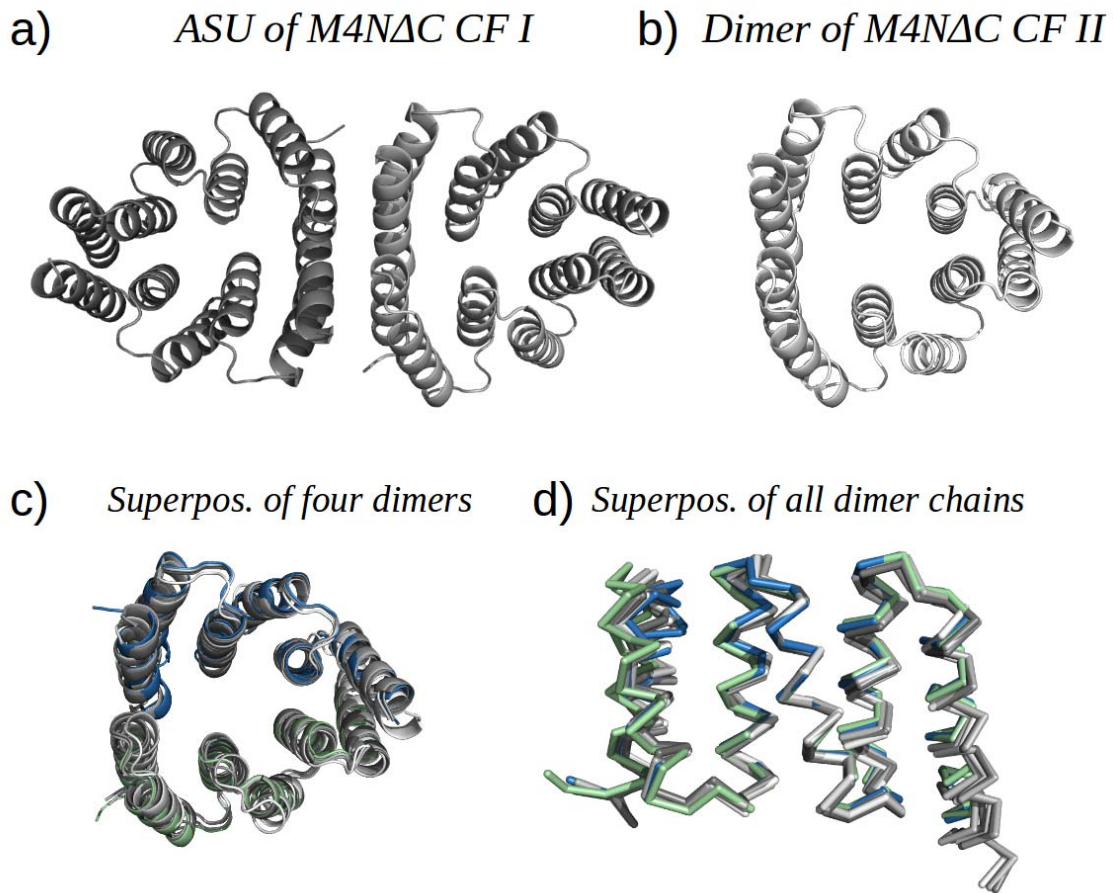 a) ASU of M4NΔC CF I
b) Dimer of M4NΔC CF II
c) Superpos. of four dimers
d) Superpos. of all dimer chains